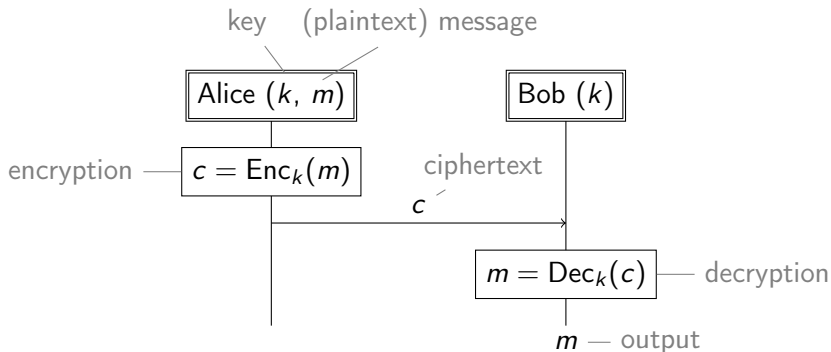 key (plaintext) message
Alice (k, m) Bob (k)
encryption c = Enc_k(m)
ciphertext
c
m = Dec_k(c) decryption
m output